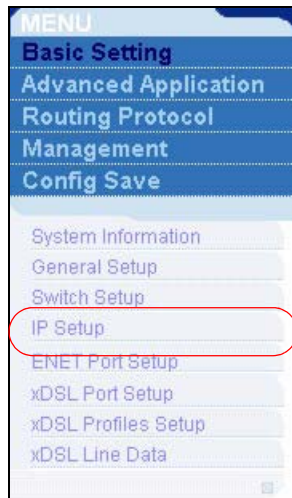 MENU
Basic Setting
Advanced Application
Routing Protocol
Management
Config Save
System Information
General Setup
Switch Setup
IP Setup
ENET Port Setup
xDSL Port Setup
xDSL Profiles Setup
xDSL Line Data